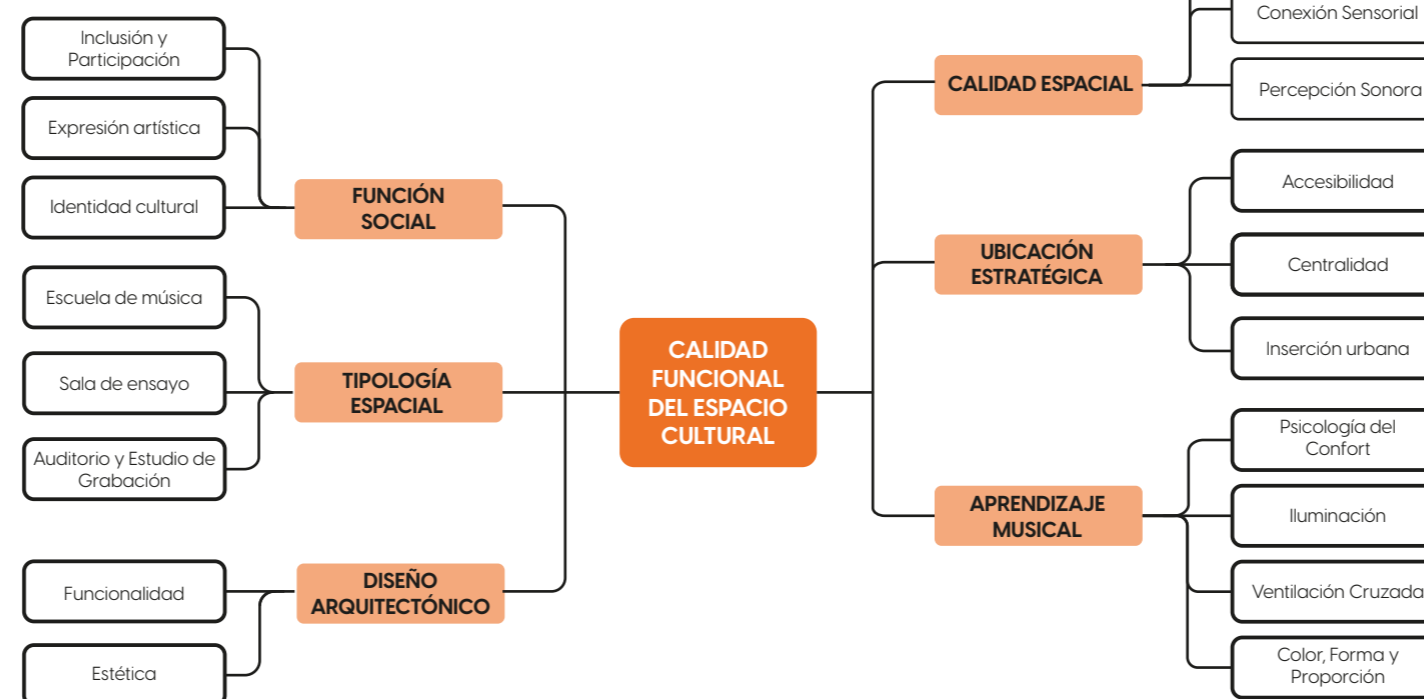 Inclusión y
Participación
Expresión artística
Identidad cultural
FUNCIÓN
SOCIAL
Escuela de música
Sala de ensayo
Auditorio y Estudio de
Grabación
TIPOLOGÍA
ESPACIAL
Funcionalidad
Estética
DISEÑO
ARQUITECTÓNICO
CALIDAD
FUNCIONAL
DEL ESPACIO
CULTURAL
CALIDAD ESPACIAL
Conexión Sensorial
Percepción Sonora
UBICACIÓN
ESTRATÉGICA
Accesibilidad
Centralidad
Inserción urbana
APRENDIZAJE
MUSICAL
Psicología del
Confort
Iluminación
Ventilación Cruzada
Color, Forma y
Proporción